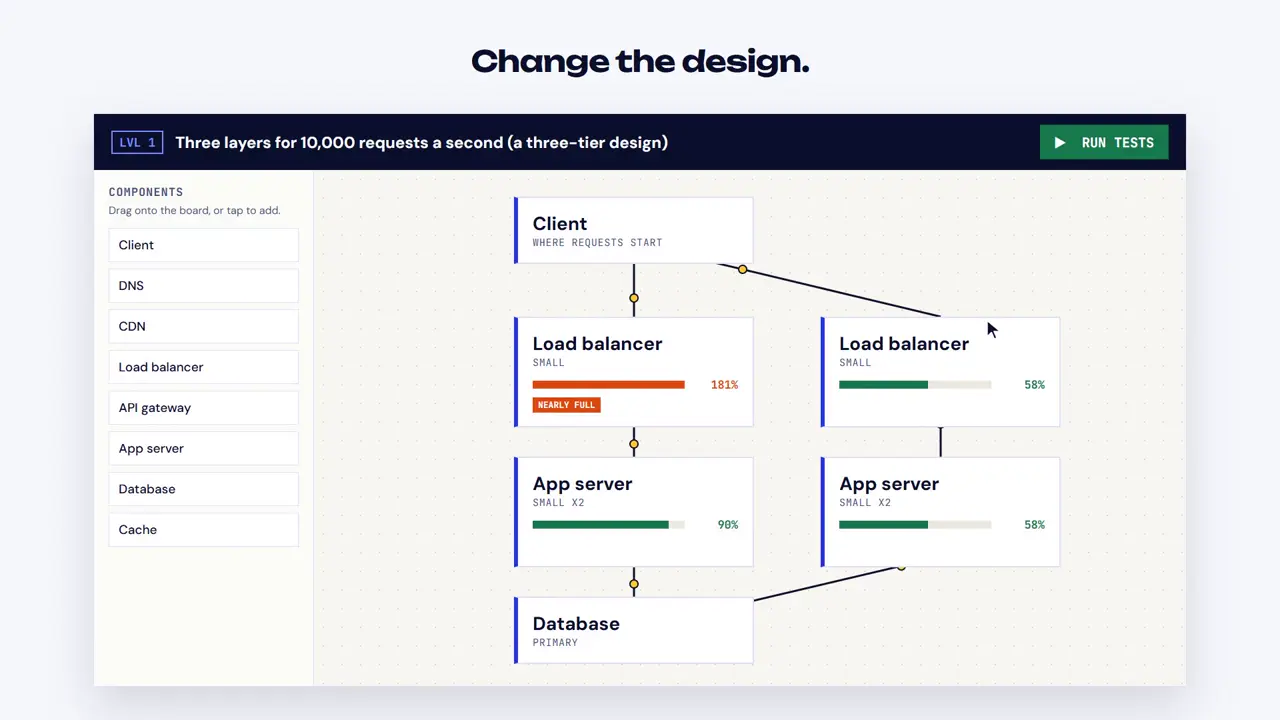 Change the design.
LVL 1
Three layers for 10,000 requests a second (a three-tier design)
RUN TESTS
COMPONENTS
Drag onto the board, or tap to add.
Client
DNS
CDN
Load balancer
API gateway
App server
Database
Cache
Client
WHERE REQUESTS START
Load balancer
SMALL
181%
NEARLY FULL
Load balancer
SMALL
58%
App server
SMALL X2
90%
App server
SMALL X2
58%
Database
PRIMARY